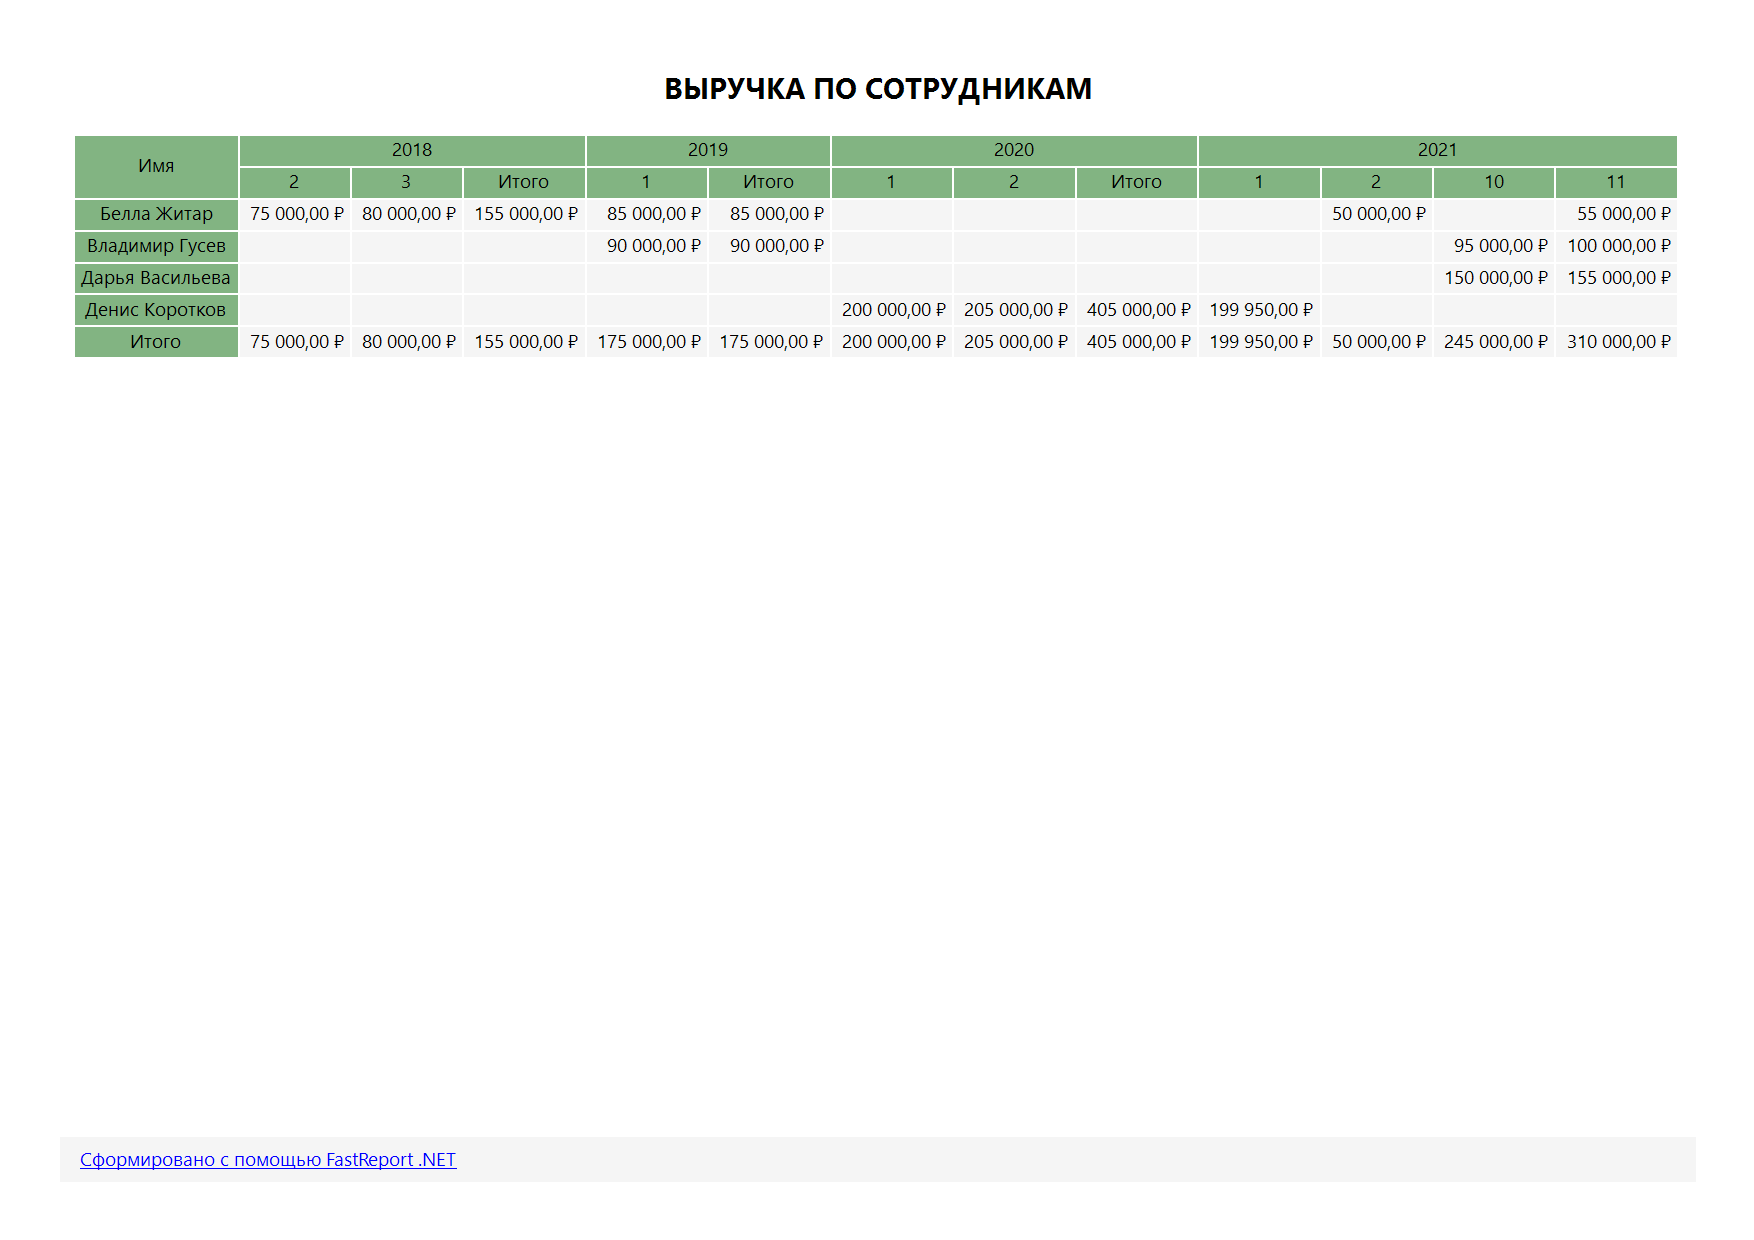 ВЫРУЧКА ПО СОТРУДНИКАМ
Имя 2018 2019 2020 2021
2 3 Итого 1 Итого 1 2 Итого 1 2 10 11
Белла Житар 75 000,00 ₽ 80 000,00 ₽ 155 000,00 ₽ 85 000,00 ₽ 85 000,00 ₽ 50 000,00 ₽ 55 000,00 ₽
Владимир Гусев 90 000,00 ₽ 90 000,00 ₽ 95 000,00 ₽ 100 000,00 ₽
Дарья Васильева 150 000,00 ₽ 155 000,00 ₽
Денис Коротков 200 000,00 ₽ 205 000,00 ₽ 405 000,00 ₽ 199 950,00 ₽
Итого 75 000,00 ₽ 80 000,00 ₽ 155 000,00 ₽ 175 000,00 ₽ 175 000,00 ₽ 200 000,00 ₽ 205 000,00 ₽ 405 000,00 ₽ 199 950,00 ₽ 50 000,00 ₽ 245 000,00 ₽ 310 000,00 ₽
Сформировано с помощью FastReport .NET